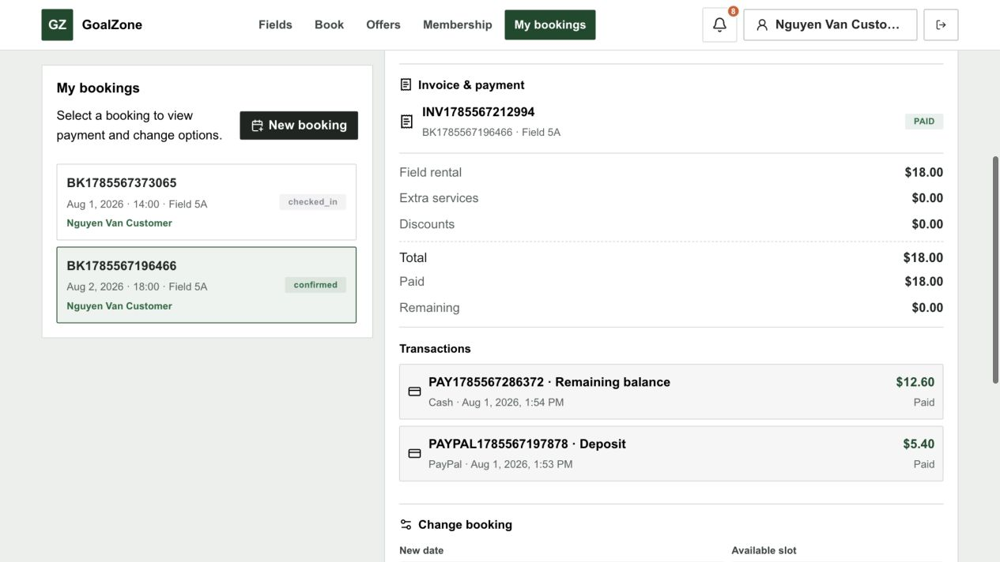 GZ GoalZone Fields Book Offers Membership My bookings 8 Nguyen Van Custo...
My bookings
Select a booking to view
payment and change options.
New booking
BK1785567373065
Aug 1, 2026 · 14:00 · Field 5A
checked_in
Nguyen Van Customer
BK1785567196466
Aug 2, 2026 · 18:00 · Field 5A
confirmed
Nguyen Van Customer
Invoice & payment
INV1785567212994
BK1785567196466 · Field 5A
PAID
Field rental $18.00
Extra services $0.00
Discounts $0.00
Total $18.00
Paid $18.00
Remaining $0.00
Transactions
PAY1785567286372 · Remaining balance $12.60
Cash · Aug 1, 2026, 1:54 PM Paid
PAYPAL1785567197878 · Deposit $5.40
PayPal · Aug 1, 2026, 1:53 PM Paid
Change booking
New date Available slot